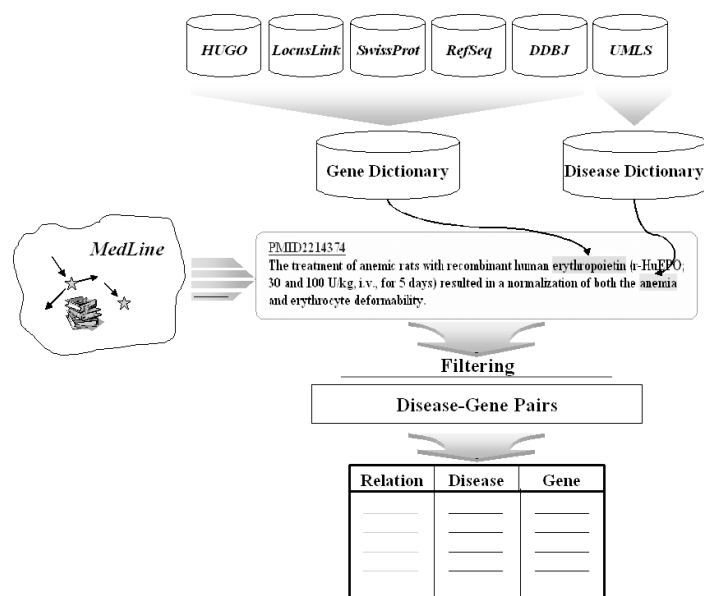 HUGO LocusLink SwissProt RefSeq DDBJ UMLS
Gene Dictionary Disease Dictionary
MedLine
PMID2214374
The treatment of anemic rats with recombinant human erythropoietin (r-HuEPO;
30 and 100 U/kg, i.v., for 5 days) resulted in a normalization of both the anemia
and erythrocyte deformability.
Filtering
Disease-Gene Pairs
Relation Disease Gene